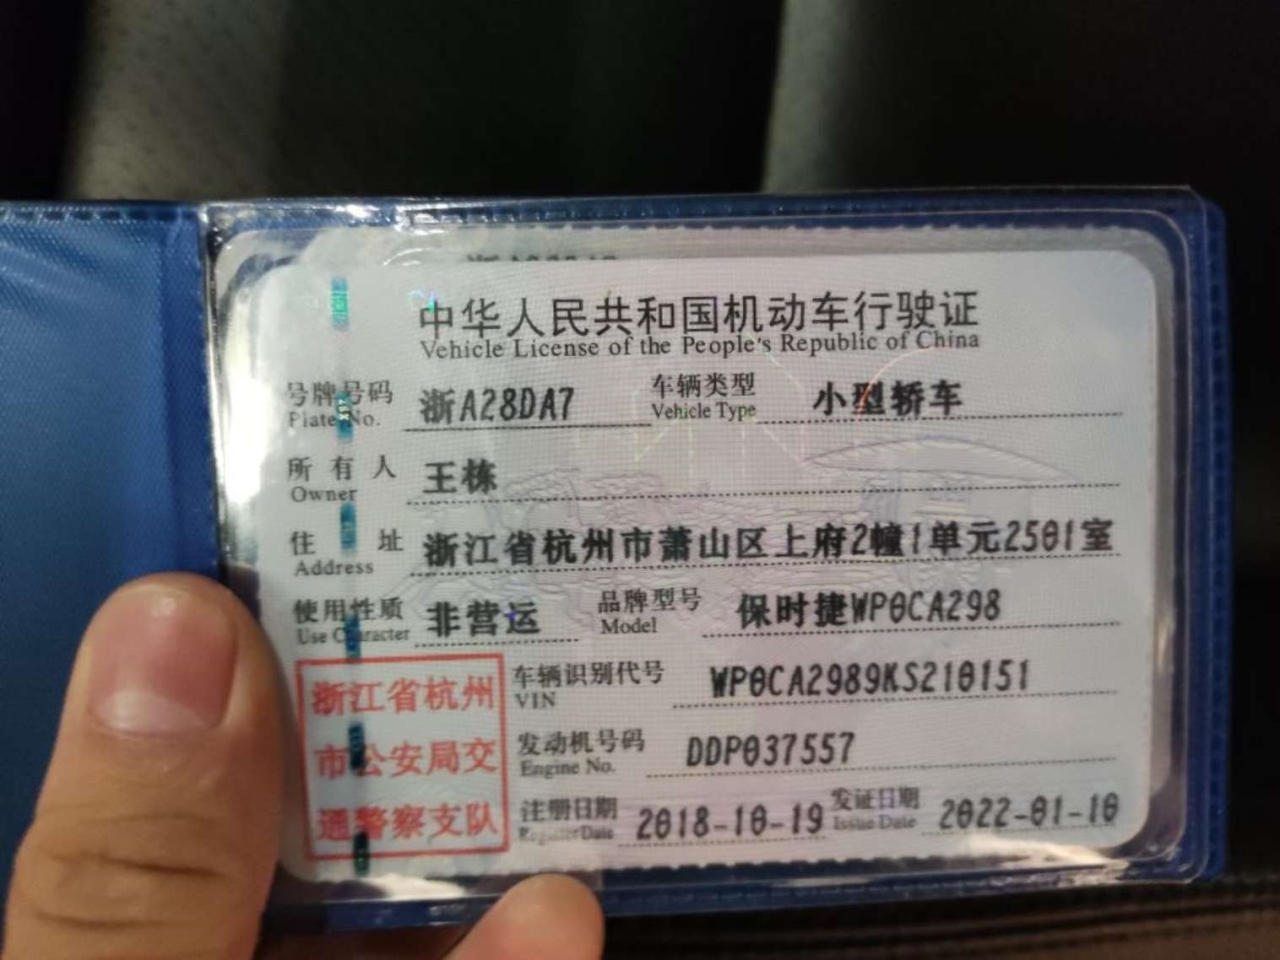 中华人民共和国机动车行驶证
Vehicle License of the People's Republic of China
号牌号码 浙A28DA7 车辆类型 小型轿车
Plate No. Vehicle Type
所有人 王栋
Owner
住址 浙江省杭州市萧山区上府2幢1单元2501室
Address
使用性质 非营运 品牌型号 保时捷WP0CA298
Use Character Model
浙江省杭州
市公安局交
通警察支队
车辆识别代号 WP0CA2989KS210151
VIN
发动机号码 DDP037557
Engine No.
注册日期 2018-10-19 发证日期 2022-01-10
Register Date Issue Date